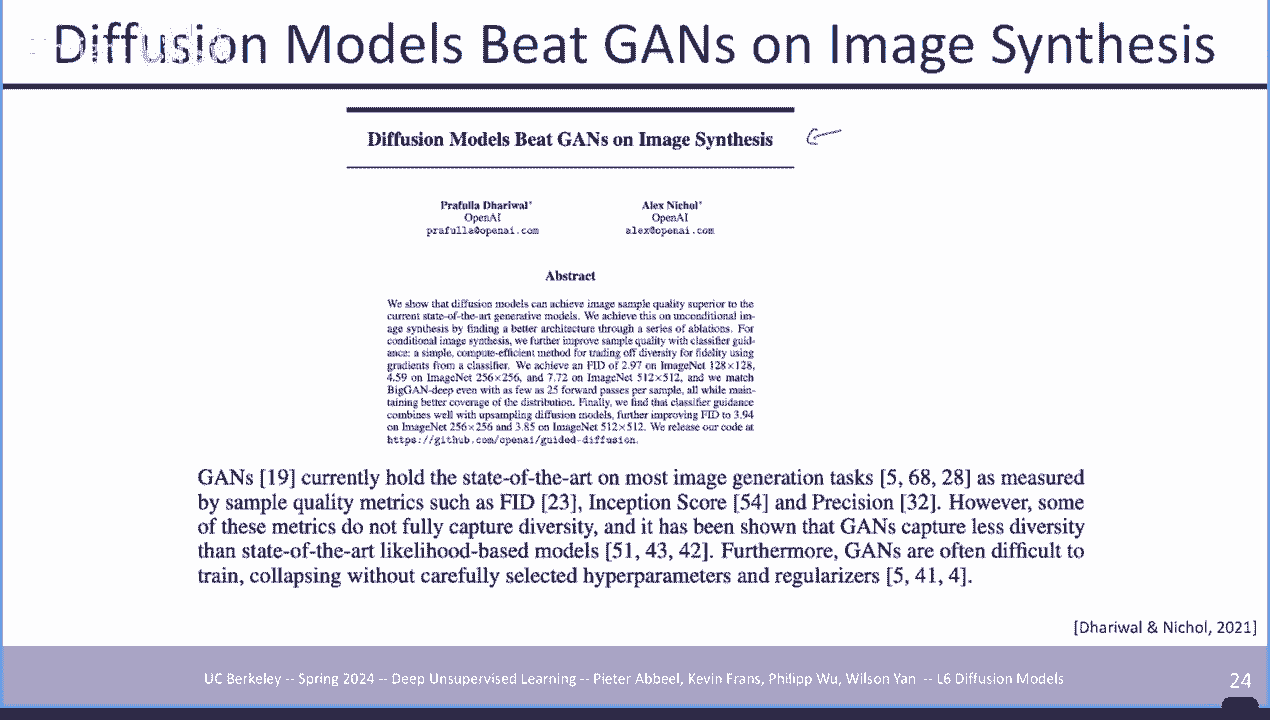 Diffusion Models Beat GANs on Image Synthesis
Diffusion Models Beat GANs on Image Synthesis
Prafulla Dhariwal* Alex Nichol*
OpenAI OpenAI
prafulla@openai.com alex@openai.com
Abstract
We show that diffusion models can achieve image sample quality superior to the
current state-of-the-art generative models. We achieve this on unconditional im-
age synthesis by finding a better architecture through a series of ablations. For
conditional image synthesis, we further improve sample quality with classifier guid-
ance: a simple, compute-efficient method for trading off diversity for fidelity using
gradients from a classifier. We achieve an FID of 2.97 on ImageNet 128×128,
4.59 on ImageNet 256×256, and 7.72 on ImageNet 512×512, and we match
BigGAN-deep even with as few as 25 forward passes per sample, all while main-
taining better coverage of the distribution. Finally, we find that classifier guidance
combines well with upsampling diffusion models, further improving FID to 3.94
on ImageNet 256×256 and 3.85 on ImageNet 512×512. We release our code at
https://github.com/openai/guided-diffusion.
GANs [19] currently hold the state-of-the-art on most image generation tasks [5, 68, 28] as measured
by sample quality metrics such as FID [23], Inception Score [54] and Precision [32]. However, some
of these metrics do not fully capture diversity, and it has been shown that GANs capture less diversity
than state-of-the-art likelihood-based models [51, 43, 42]. Furthermore, GANs are often difficult to
train, collapsing without carefully selected hyperparameters and regularizers [5, 41, 4].
[Dhariwal & Nichol, 2021]
UC Berkeley -- Spring 2024 -- Deep Unsupervised Learning -- Pieter Abbeel, Kevin Frans, Philipp Wu, Wilson Yan -- L6 Diffusion Models
24